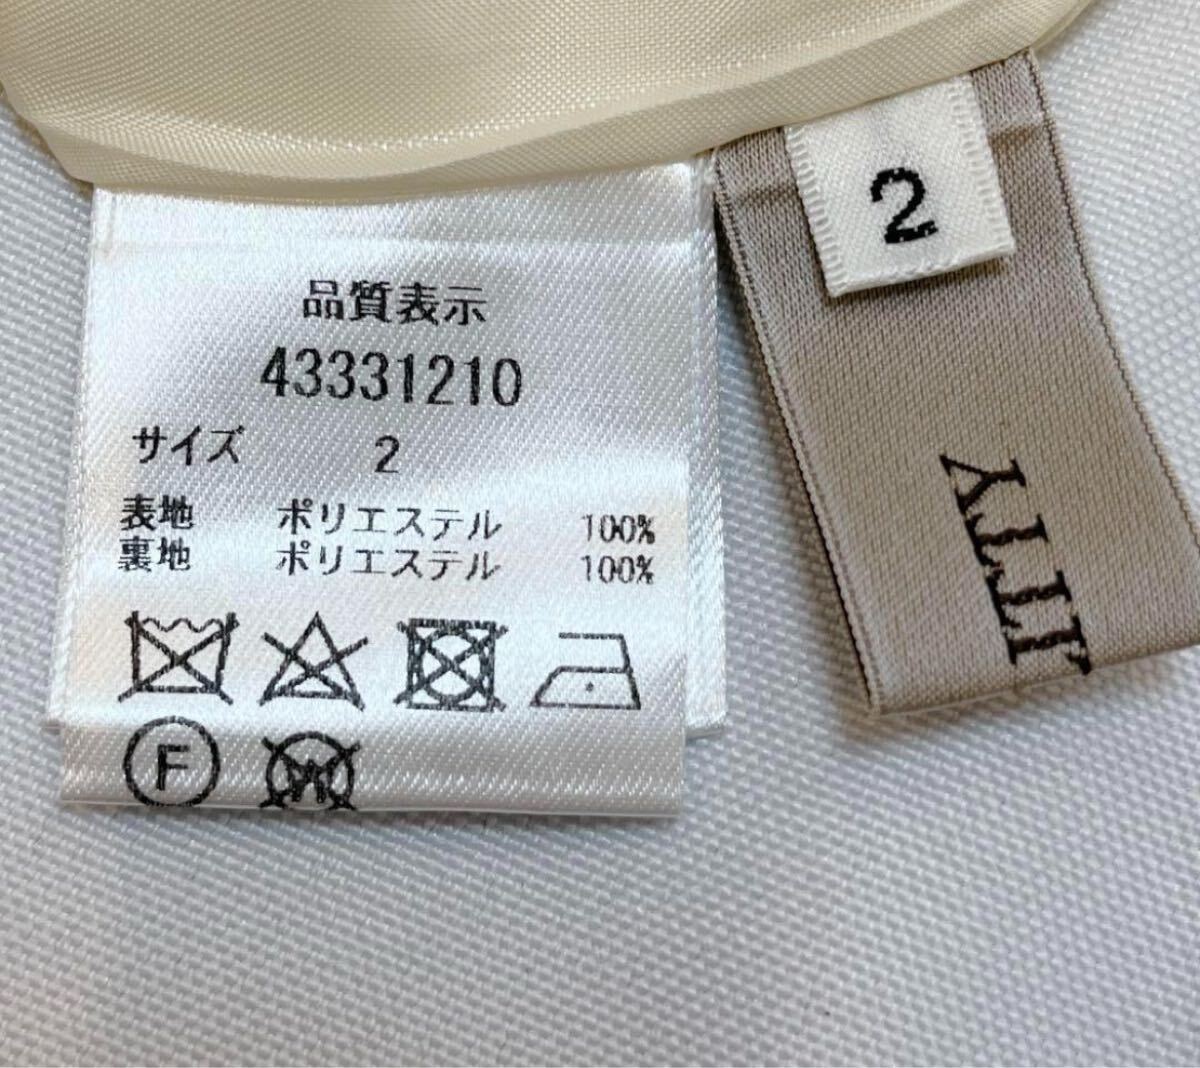 品質表示
43331210
サイズ 2
表地 ポリエステル 100%
裏地 ポリエステル 100%
F
W
2